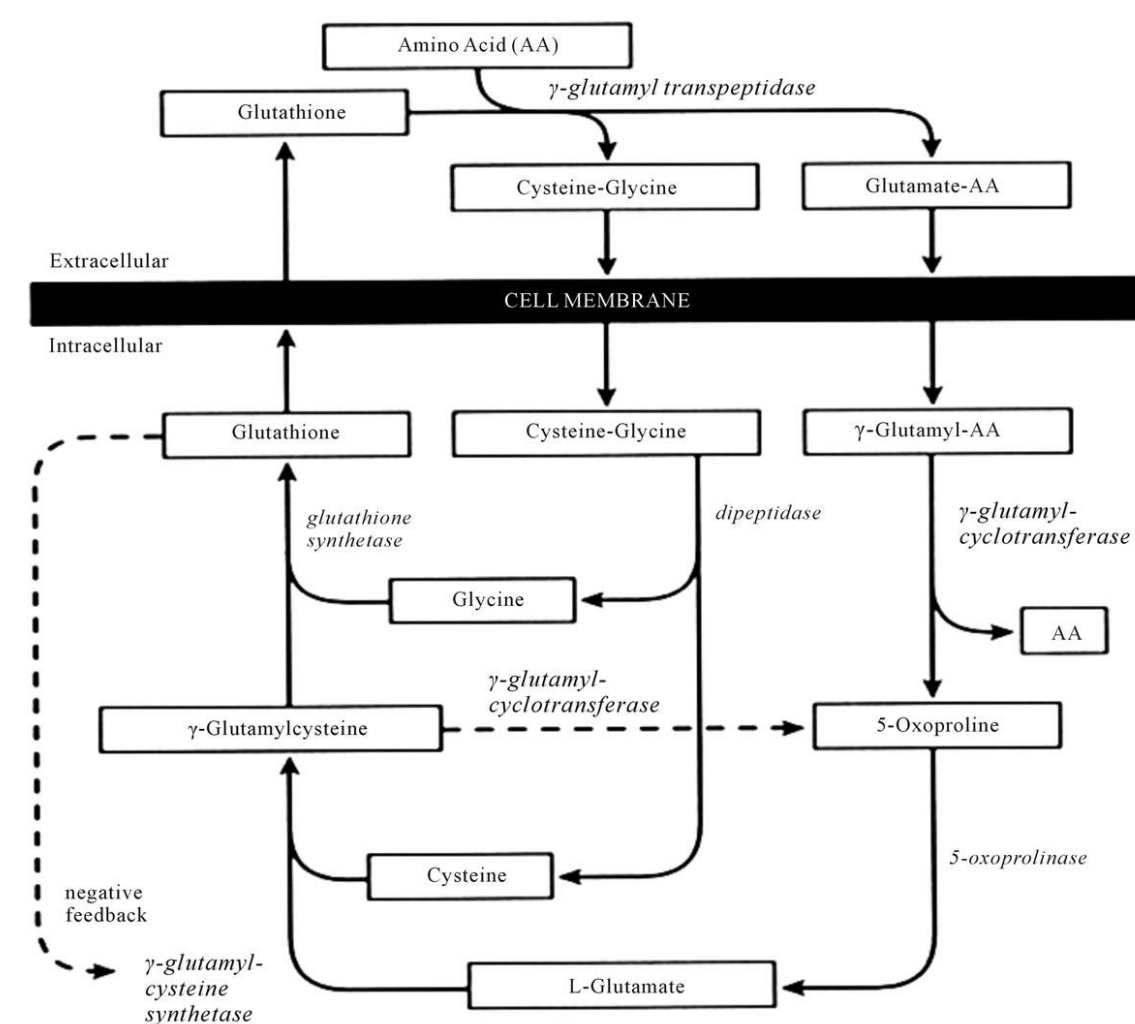 Amino Acid (AA)
γ-glutamyl transpeptidase
Glutathione
Cysteine-Glycine
Glutamate-AA
Extracellular
CELL MEMBRANE
Intracellular
Glutathione
Cysteine-Glycine
γ-Glutamyl-AA
glutathione
synthetase
dipeptidase
γ-glutamyl-
cyclotransferase
Glycine
AA
γ-glutamyl-
cyclotransferase
γ-Glutamylcysteine
5-Oxoproline
5-oxoprolinase
Cysteine
negative
feedback
γ-glutamyl-
cysteine
synthetase
L-Glutamate